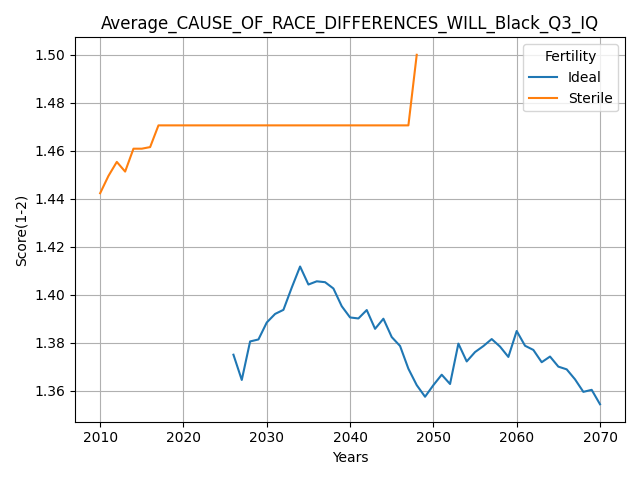 Average_CAUSE_OF_RACE_DIFFERENCES_WILL_Black_Q3_IQ
Score(1-2)
1.50
1.48
1.46
1.44
1.42
1.40
1.38
1.36
Fertility
Ideal
Sterile
2010 2020 2030 2040 2050 2060 2070
Years